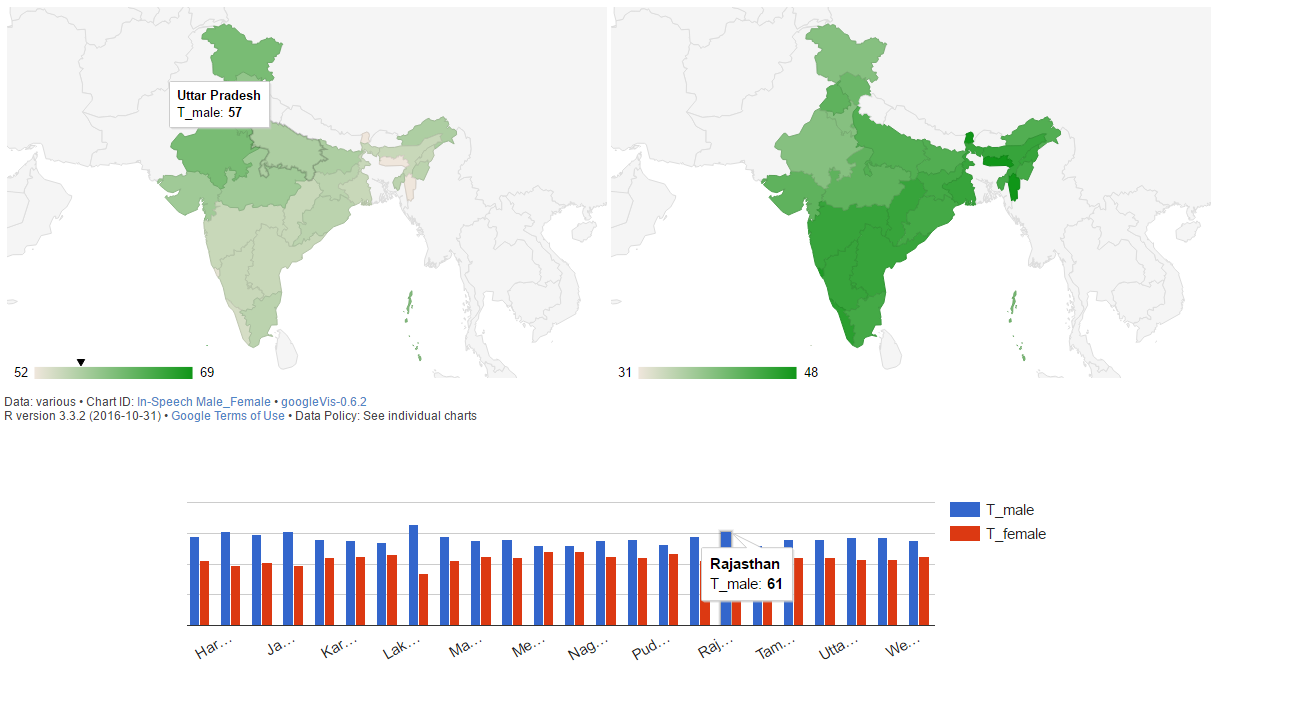 Uttar Pradesh
T_male: 57
52 69
31 48
Data: various • Chart ID: In-Speech Male_Female • googleVis-0.6.2
R version 3.3.2 (2016-10-31) • Google Terms of Use • Data Policy: See individual charts
T_male
T_female
Rajasthan
T_male: 61
Har… Ja… Kar… Lak… Ma… Me… Nag… Pud… Raj… Tam… Utta… We…